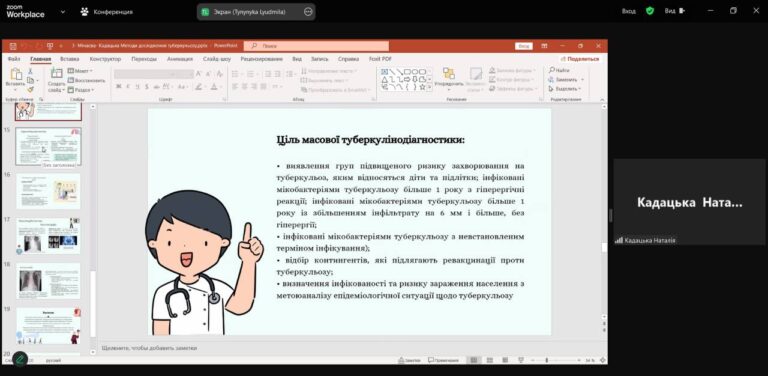 zoom
Workplace
Конференция
Экран (Tynynyka Lyudmila)
Вход
Вид
3- Мінаєва- Кадацька Методи дослідження туберкульозу.pptx - PowerPoint
Поиск
Вход
Файл Главная Вставка Конструктор Переходы Анимация Слайд-шоу Рецензирование Вид Запись Справка Foxit PDF
Поделиться
Вставить
Создать слайд
Макет
Восстановить
Раздел
Направление текста
Выровнять текст
Преобразовать в SmartArt
Упорядочить
Экспресс-стили
Заливка фигуры
Контур фигуры
Эффекты фигуры
Найти
Заменить
Выделить
Буфер обмена
Слайды
Шрифт
Абзац
Рисование
Редактирование
15
Без заголовка
16
17
18
19
20
Ціль масової туберкулінодіагностики:
• виявлення груп підвищеного ризику захворювання на
туберкульоз, яким відносяться діти та підлітки; інфіковані
мікобактеріями туберкульозу більше 1 року з гіперергічні
реакції; інфіковані мікобактеріями туберкульозу більше 1
року із збільшенням інфільтрату на 6 мм і більше, без
гіперергії;
• інфіковані мікобактеріями туберкульозу з невстановленим
терміном інфікування);
• відбір контингентів, які підлягають ревакцинації проти
туберкульозу;
• визначення інфікованості та ризику зараження населення з
метоюаналізу епідеміологічної ситуації щодо туберкульозу
Щелкните, чтобы добавить заметки
русский
Заметки
Примечания
Кадацька Ната...
Кадацька Наталія